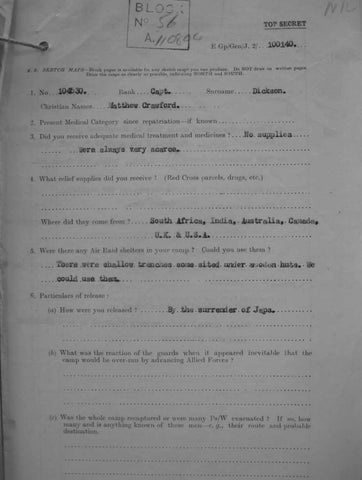 NR
BLOC:
No 56
A.
TOP SECRET
E Gp/Gen(J. 2)/ 100140.
SKETCH MAPS—Blank pages is available for any sketch maps you can produce. Do NOT draw on written pages.
Draw the maps as clearly as possible, indicating NORTH and SOUTH.
1. No. 104530. Rank Capt. Surname Dickson.
Christian Names Matthew Crawford.
2. Present Medical Category since repatriation—if known
3. Did you receive adequate medical treatment and medicines? No supplies
were always very scarce.
4. What relief supplies did you receive? (Red Cross parcels, drugs, etc.)
Where did they come from? South Africa, India, Australia, Canada,
U.K & U.S.A.
5. Were there any Air Raid shelters in your camp? Could you use them?
There were shallow trenches some sited under wooden huts. We
could use them.
6. Particulars of release:
(a) How were you released? By the surrender of Japs.
(b) What was the reaction of the guards when it appeared inevitable that the
camp would be over-run by advancing Allied Forces?
(c) Was the whole camp recaptured or were many Ps/W evacuated? If so, how
many and is anything known of these men—e.g., their route and probable
destination.